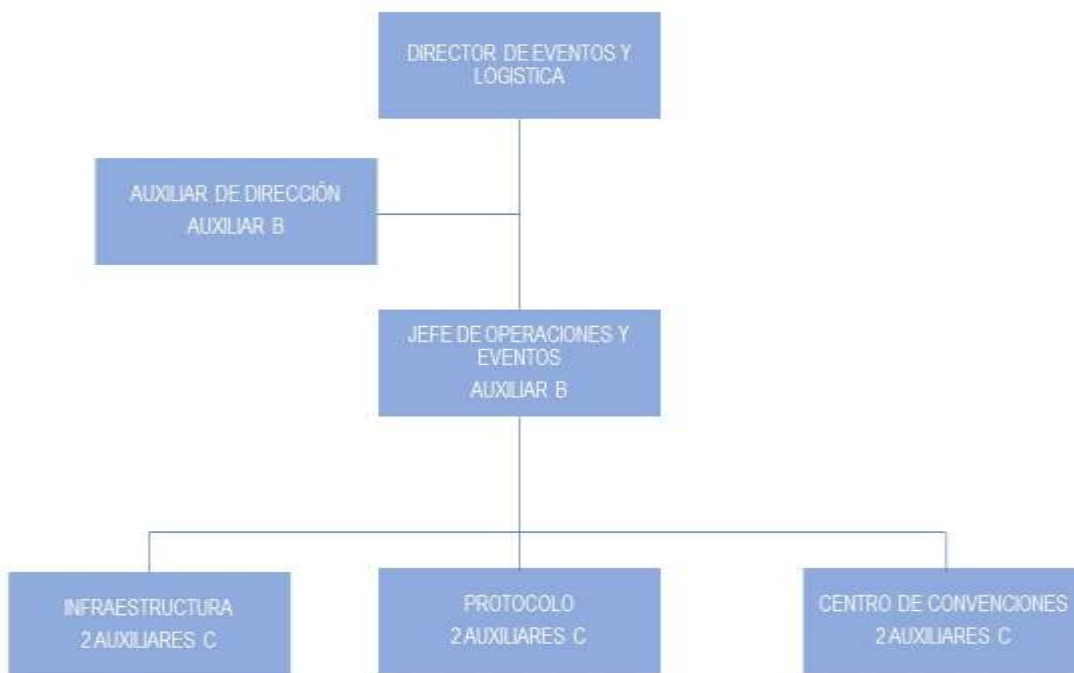 DIRECTOR DE EVENTOS Y
LOGISTICA
AUXILIAR DE DIRECCIÓN
AUXILIAR B
JEFE DE OPERACIONES Y
EVENTOS
AUXILIAR B
INFRAESTRUCTURA
2 AUXILIARES C
PROTOCOLO
2 AUXILIARES C
CENTRO DE CONVENCIONES
2 AUXILIARES C